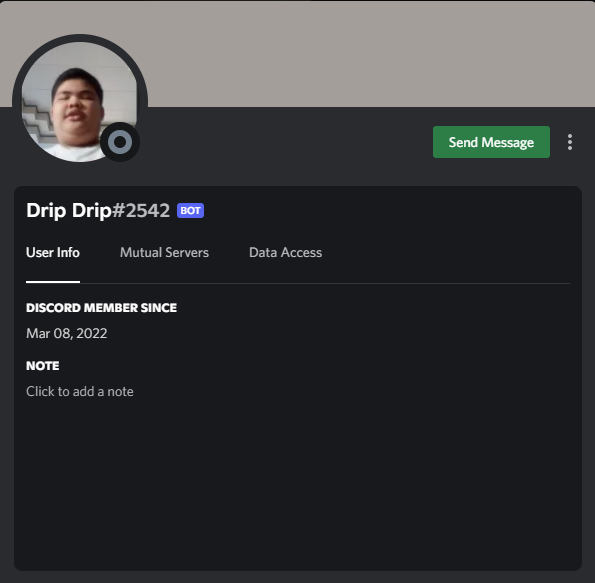 Send Message
Drip Drip#2542 BOT
User Info Mutual Servers Data Access
DISCORD MEMBER SINCE
Mar 08, 2022
NOTE
Click to add a note